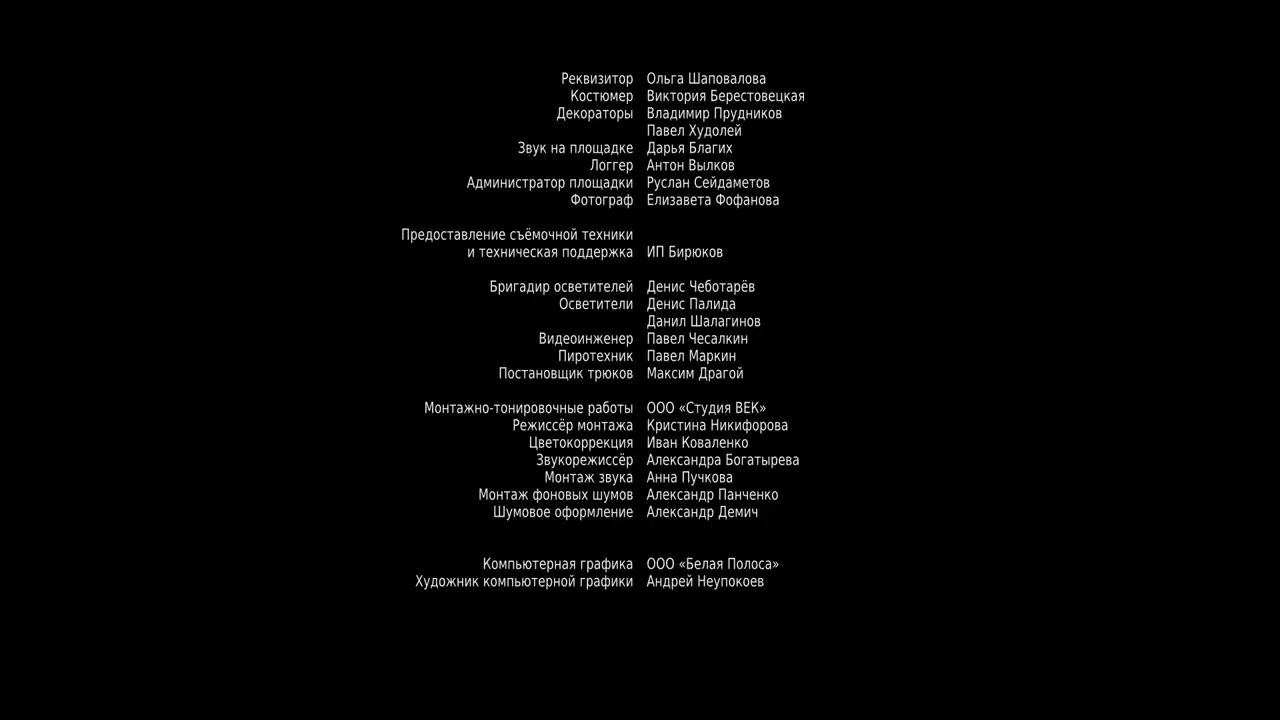 Реквизитор Ольга Шаповалова
Костюмер Виктория Берестовецкая
Декораторы Владимир Прудников
Павел Худолей
Звук на площадке Дарья Благих
Логгер Антон Вылков
Администратор площадки Руслан Сейдаметов
Фотограф Елизавета Фофанова
Предоставление съёмочной техники
и техническая поддержка ИП Бирюков
Бригадир осветителей Денис Чеботарёв
Осветители Денис Палида
Данил Шалагинов
Видеоинженер Павел Чесалкин
Пиротехник Павел Маркин
Постановщик трюков Максим Драгой
Монтажно-тонировочные работы ООО «Студия ВЕК»
Режиссёр монтажа Кристина Никифорова
Цветокоррекция Иван Коваленко
Звукорежиссёр Александра Богатырева
Монтаж звука Анна Пучкова
Монтаж фоновых шумов Александр Панченко
Шумовое оформление Александр Демич
Компьютерная графика ООО «Белая Полоса»
Художник компьютерной графики Андрей Неупокоев